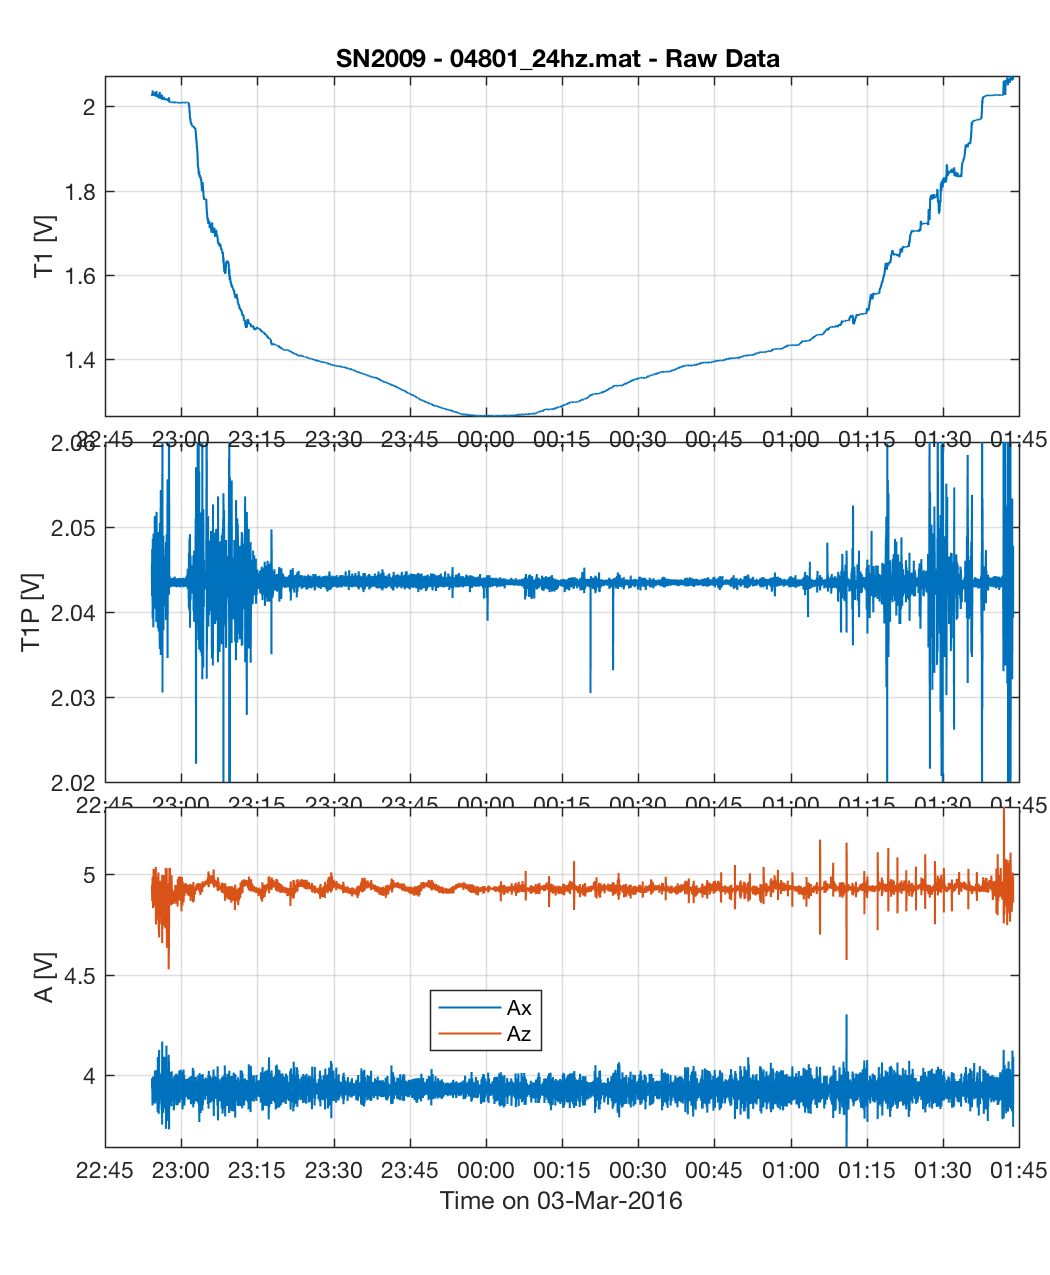 SN2009 - 04801_24hz.mat - Raw Data
2
1.8
1.6
1.4
T1 [V]
22:45 23:00 23:15 23:30 23:45 00:00 00:15 00:30 00:45 01:00 01:15 01:30 01:45
2.06
2.05
2.04
2.03
2.02
T1P [V]
22:45 23:00 23:15 23:30 23:45 00:00 00:15 00:30 00:45 01:00 01:15 01:30 01:45
5
4.5
4
A [V]
Ax
Az
22:45 23:00 23:15 23:30 23:45 00:00 00:15 00:30 00:45 01:00 01:15 01:30 01:45
Time on 03-Mar-2016